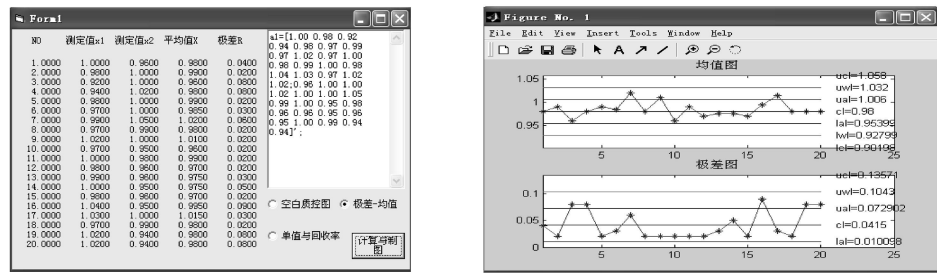 Form1
NO 测定值x1 测定值x2 平均值X 极差R
1.0000 1.0000 0.9600 0.9800 0.0400
2.0000 0.9800 1.0000 0.9900 0.0200
3.0000 0.9200 1.0000 0.9600 0.0800
4.0000 0.9400 1.0200 0.9800 0.0800
5.0000 0.9800 1.0000 0.9900 0.0200
6.0000 0.9700 1.0000 0.9850 0.0300
7.0000 0.9900 1.0500 1.0200 0.0600
8.0000 0.9700 0.9900 0.9800 0.0200
9.0000 1.0200 1.0000 1.0100 0.0200
10.0000 0.9700 0.9500 0.9600 0.0200
11.0000 1.0000 0.9800 0.9900 0.0200
12.0000 0.9800 0.9600 0.9700 0.0200
13.0000 0.9900 0.9600 0.9750 0.0300
14.0000 1.0000 0.9500 0.9750 0.0500
15.0000 0.9800 0.9600 0.9700 0.0200
16.0000 1.0400 0.9500 0.9950 0.0900
17.0000 1.0300 1.0000 1.0150 0.0300
18.0000 0.9700 0.9900 0.9800 0.0200
19.0000 1.0200 0.9400 0.9800 0.0800
20.0000 1.0200 0.9400 0.9800 0.0800
a1=[1.00 0.98 0.92
0.94 0.98 0.97 0.99
0.97 1.02 0.97 1.00
0.98 0.99 1.00 0.98
1.04 1.03 0.97 1.02
1.02;0.96 1.00 1.00
1.02 1.00 1.00 1.05
0.99 1.00 0.95 0.98
0.96 0.96 0.95 0.96
0.95 1.00 0.99 0.94
0.94]';
空白质控图 极差-均值
单值与回收率
计算与制
图
Figure No. 1
File Edit View Insert Tools Window Help
均值图
1.05
1
0.95
5 10 15 20 25
ucl=1.058
uwl=1.032
ual=1.006
cl=0.98
lal=0.95399
lwl=0.92799
lcl=0.90198
极差图
0.1
0.05
0
5 10 15 20 25
ucl=0.13571
uwl=0.1043
ual=0.072902
cl=0.0415
lal=0.010098